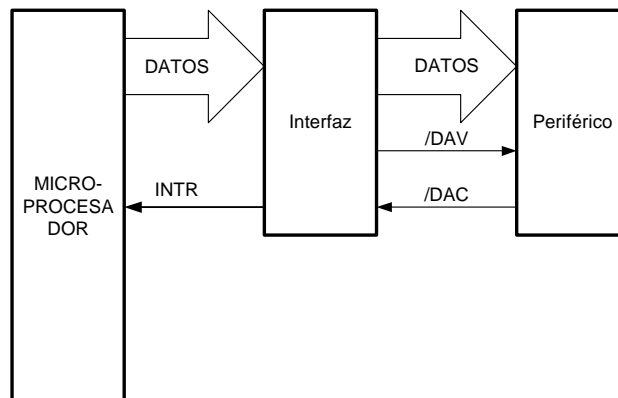 DATOS
DATOS
Interfaz
Periférico
/DAV
MICRO-
PROCESA
DOR
INTR
/DAC